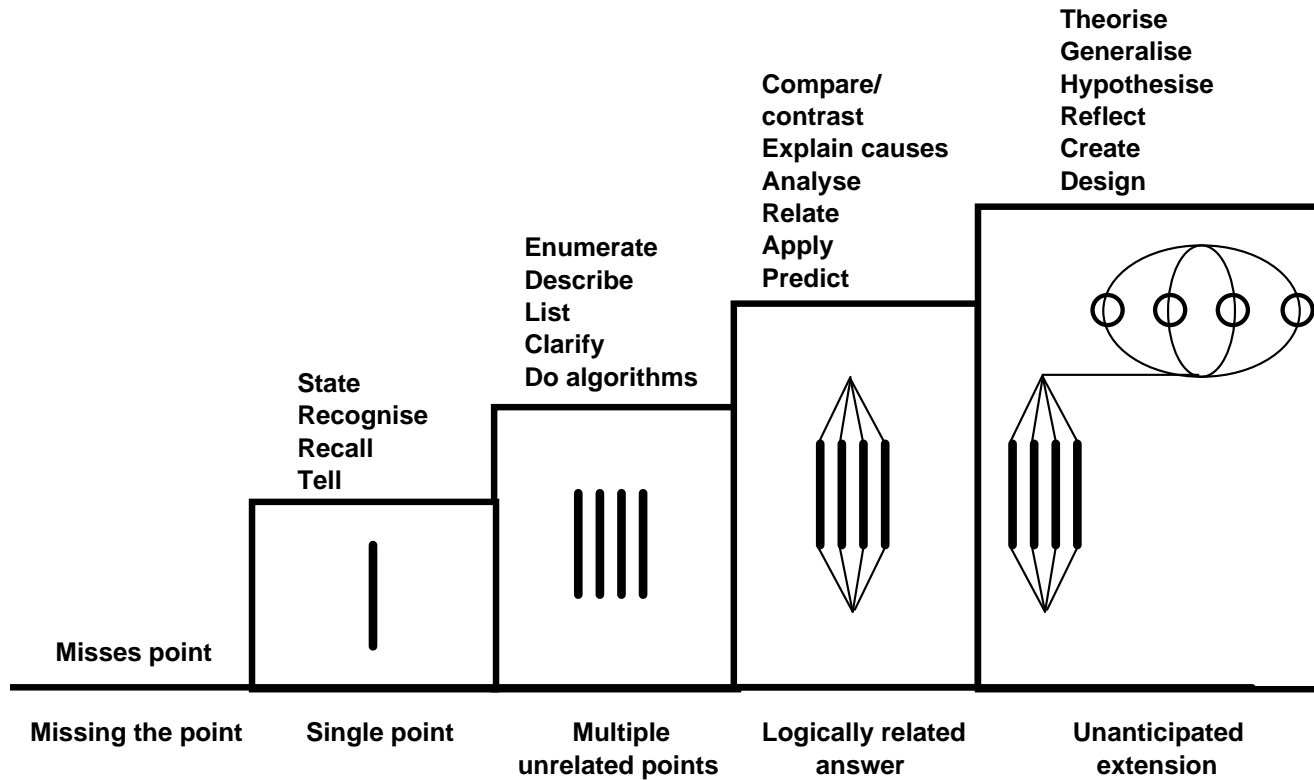 Theorise
Generalise
Hypothesise
Reflect
Create
Design
Compare/
contrast
Explain causes
Analyse
Relate
Apply
Predict
Enumerate
Describe
List
Clarify
Do algorithms
State
Recognise
Recall
Tell
Misses point
Missing the point
Single point
Multiple
unrelated points
Logically related
answer
Unanticipated
extension